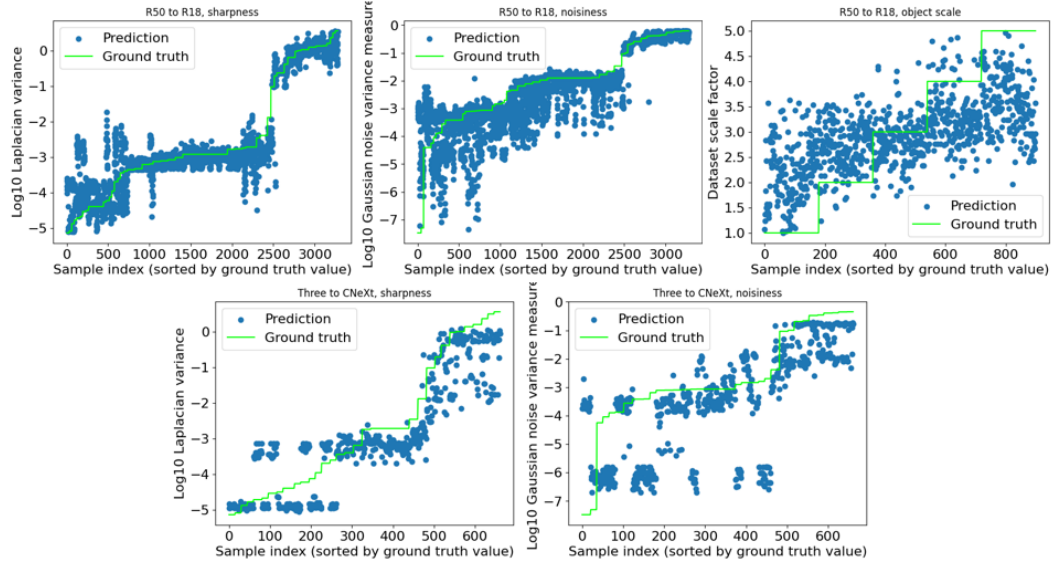 R50 to R18, sharpness
Log10 Laplacian variance
0
−1
−2
−3
−4
−5
Prediction
Ground truth
0 500 1000 1500 2000 2500 3000
Sample index (sorted by ground truth value)
R50 to R18, noisiness
Log10 Gaussian noise variance measure
−1
−2
−3
−4
−5
−6
−7
Prediction
Ground truth
0 500 1000 1500 2000 2500 3000
Sample index (sorted by ground truth value)
R50 to R18, object scale
Dataset scale factor
5.0
4.5
4.0
3.5
3.0
2.5
2.0
1.5
1.0
Prediction
Ground truth
0 200 400 600 800
Sample index (sorted by ground truth value)
Three to CNeXt, sharpness
Log10 Laplacian variance
0
−1
−2
−3
−4
−5
Prediction
Ground truth
0 100 200 300 400 500 600
Sample index (sorted by ground truth value)
Three to CNeXt, noisiness
Log10 Gaussian noise variance measure
−1
−2
−3
−4
−5
−6
−7
Prediction
Ground truth
0 100 200 300 400 500 600
Sample index (sorted by ground truth value)